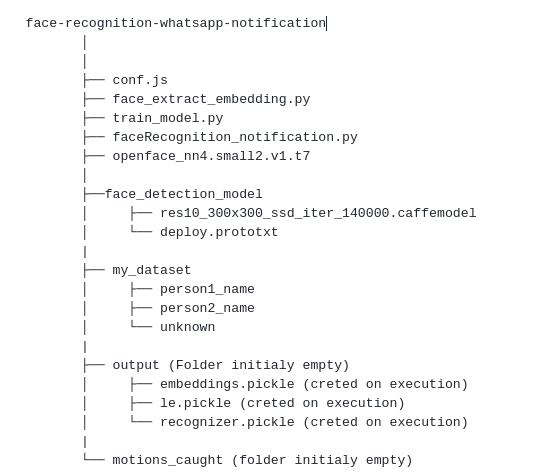 face-recognition-whatsapp-notification
│
│
├── conf.js
├── face_extract_embedding.py
├── train_model.py
├── faceRecognition_notification.py
├── openface_nn4.small2.v1.t7
│
├──face_detection_model
│     ├── res10_300x300_ssd_iter_140000.caffemodel
│     └── deploy.prototxt
|
├── my_dataset
│     ├── person1_name
│     ├── person2_name
│     └── unknown
|
├── output (Folder initialy empty)
│     ├── embeddings.pickle (creted on execution)
│     ├── le.pickle (creted on execution)
│     └── recognizer.pickle (creted on execution)
|
└── motions_caught (folder initialy empty)